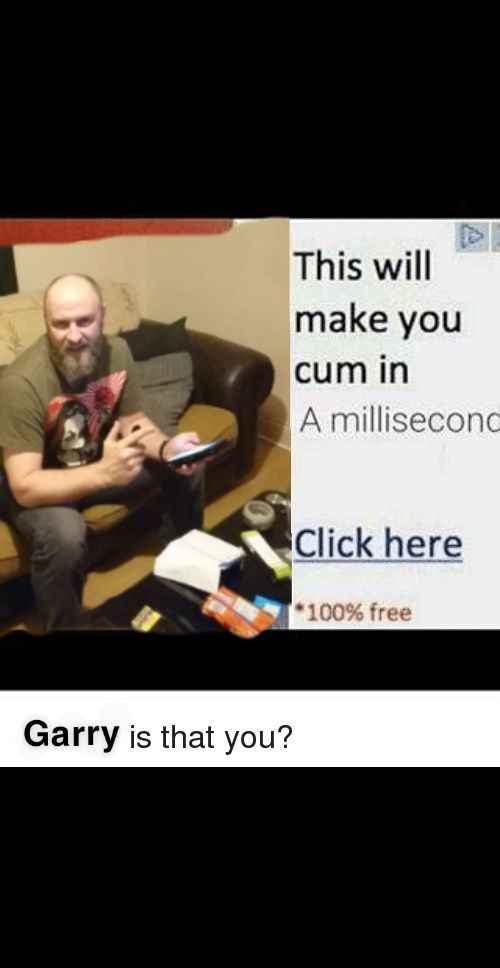 This will
make you
cum in
A millisecond
Click here
*100% free
Garry is that you?